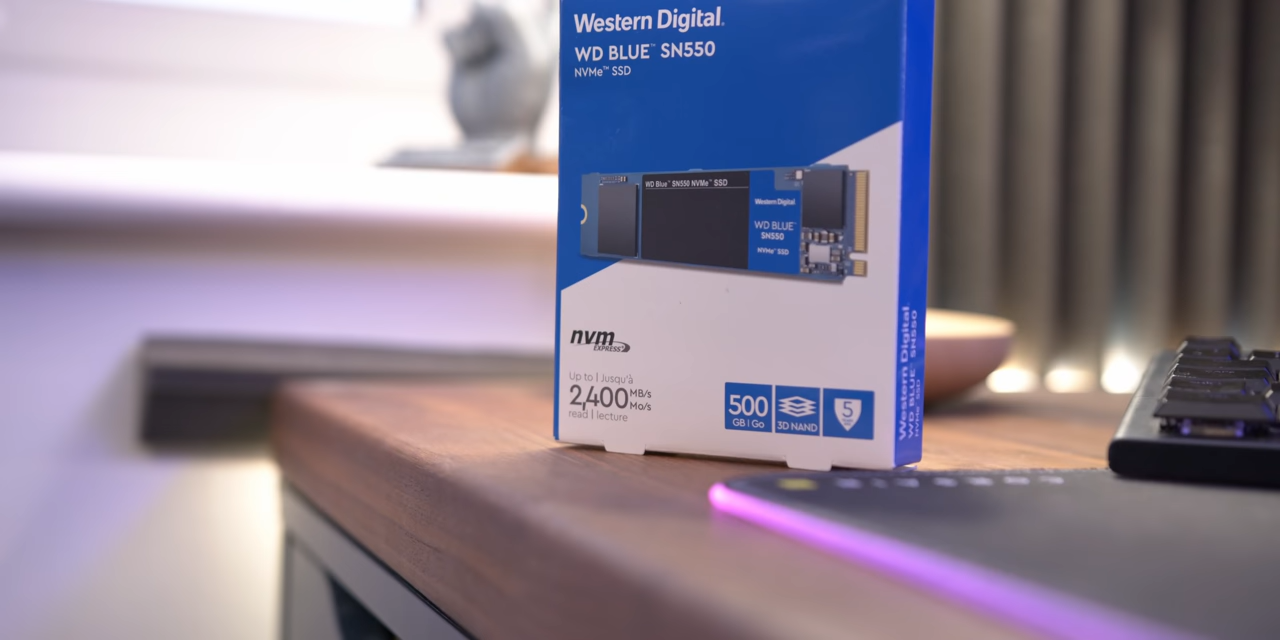 Western Digital.
WD BLUE™ SN550
NVMe™ SSD
WD Blue™ SN550 NVMe™ SSD
Western Digital
WD BLUE™
SN550
NVMe™ SSD
nvm
EXPRESS
Up to | Jusqu'à
2,400 MB/s
Mo/s
read | lecture
500
GB | Go
3D NAND
5
Western Digital
WD BLUE™ SN550
NVMe™ SSD